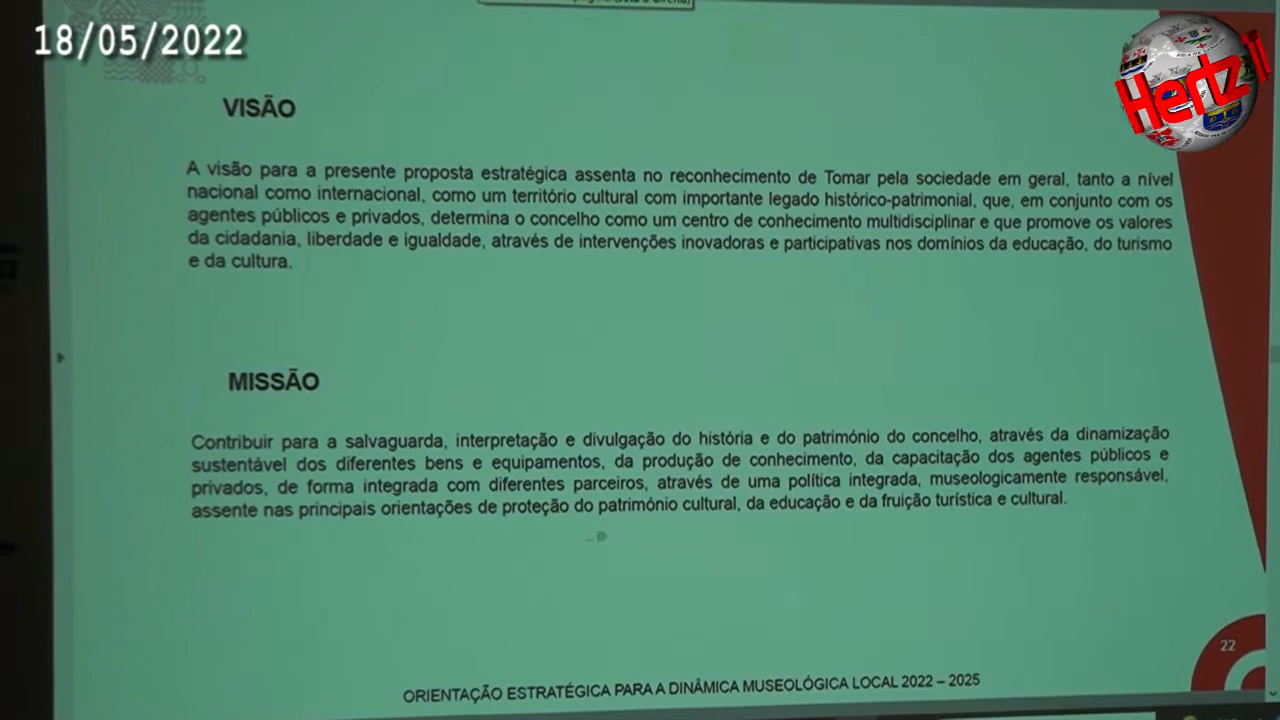 18/05/2022
Hertz
VISÃO
A visão para a presente proposta estratégica assenta no reconhecimento de Tomar pela sociedade em geral, tanto a nível
nacional como internacional, como um território cultural com importante legado histórico-patrimonial, que, em conjunto com os
agentes públicos e privados, determina o concelho como um centro de conhecimento multidisciplinar e que promove os valores
da cidadania, liberdade e igualdade, através de intervenções inovadoras e participativas nos domínios da educação, do turismo
e da cultura.
MISSÃO
Contribuir para a salvaguarda, interpretação e divulgação do história e do património do concelho, através da dinamização
sustentável dos diferentes bens e equipamentos, da produção de conhecimento, da capacitação dos agentes públicos e
privados, de forma integrada com diferentes parceiros, através de uma política integrada, museologicamente responsável,
assente nas principais orientações de proteção do património cultural, da educação e da fruição turística e cultural.
22
ORIENTAÇÃO ESTRATÉGICA PARA A DINÂMICA MUSEOLÓGICA LOCAL 2022 – 2025